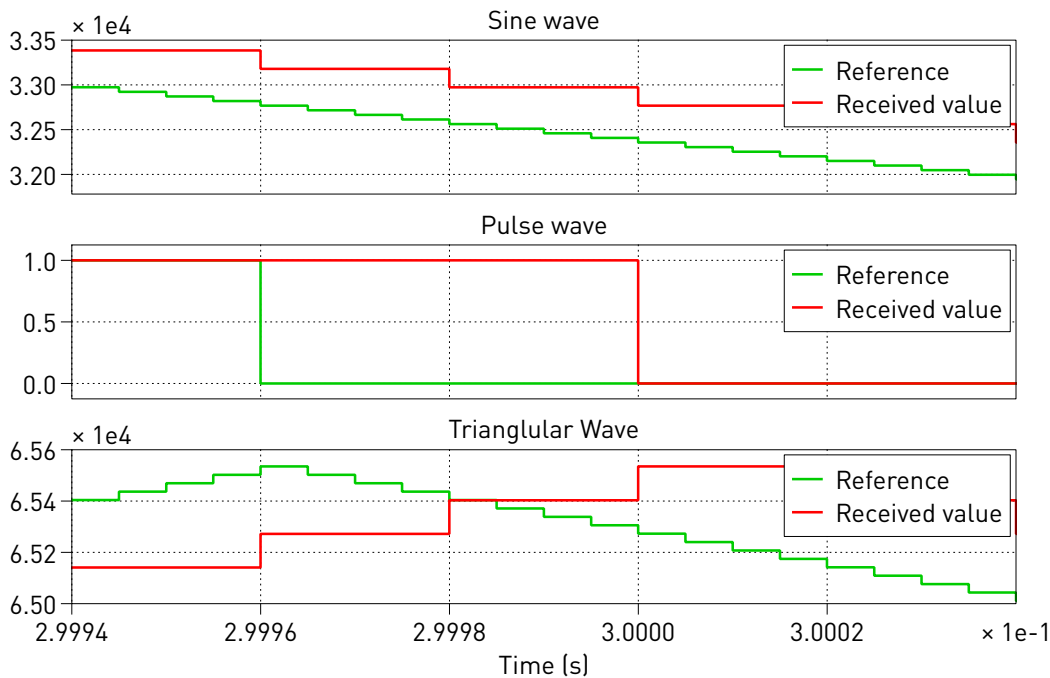 Sine wave
× 1e4
3.35
3.30
3.25
3.20
Reference
Received value
Pulse wave
1.0
0.5
0.0
Reference
Received value
Trianglular Wave
× 1e4
6.56
6.54
6.52
6.50
Reference
Received value
2.9994 2.9996 2.9998 3.0000 3.0002 × 1e-1
Time (s)